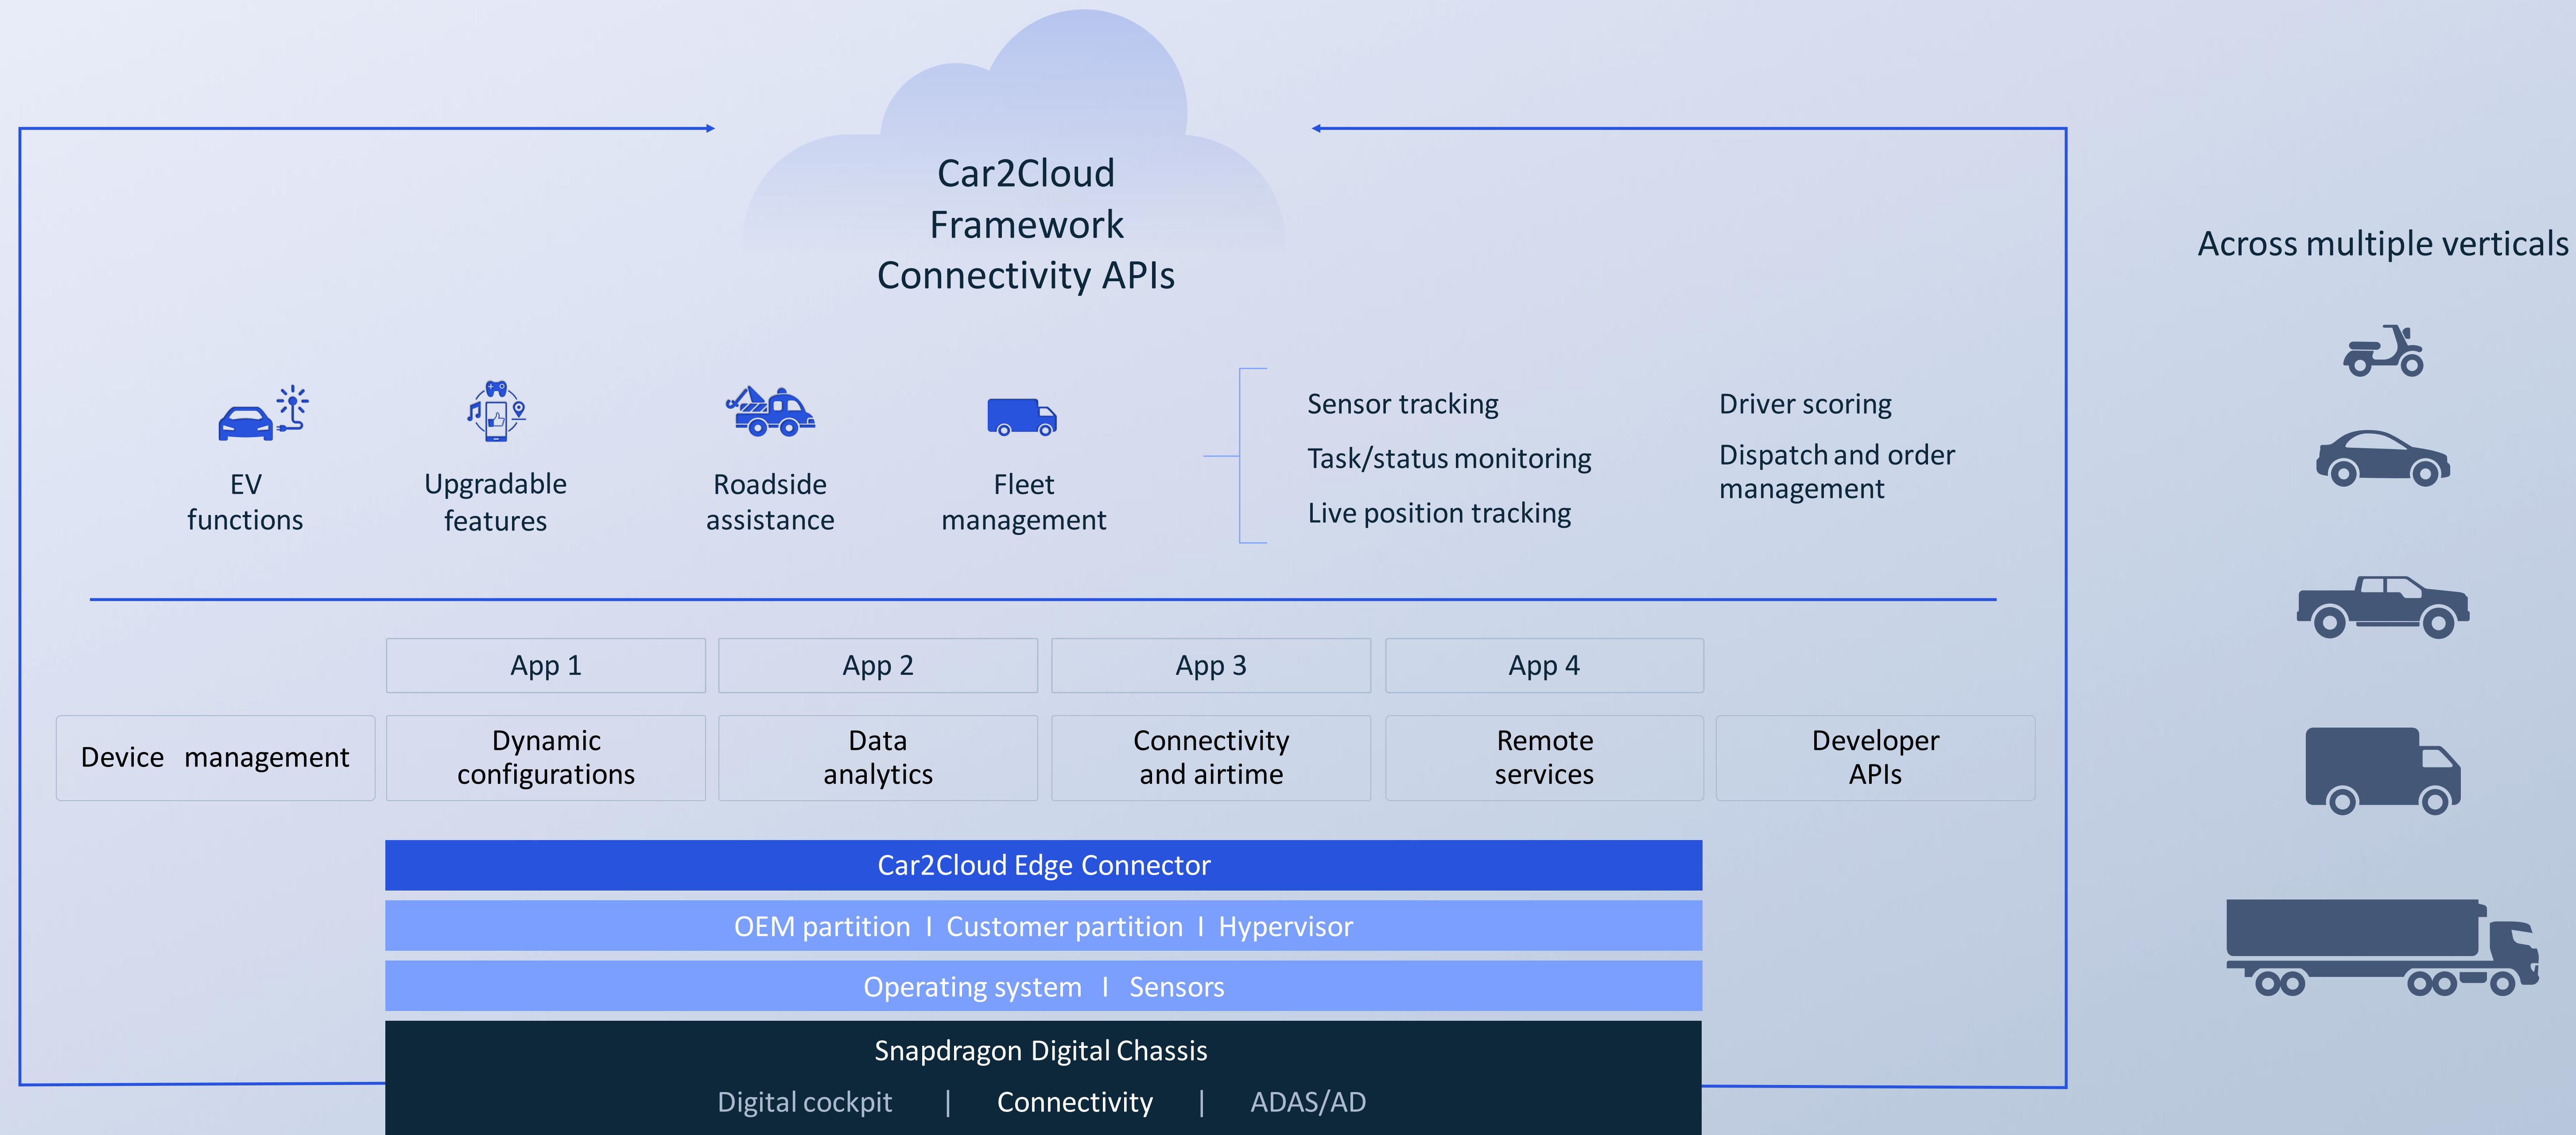 Car2Cloud
Framework
Connectivity APIs
Across multiple verticals
EV
functions
Upgradable
features
Roadside
assistance
Fleet
management
Sensor tracking
Task/status monitoring
Live position tracking
Driver scoring
Dispatch and order
management
App 1
App 2
App 3
App 4
Device management
Dynamic
configurations
Data
analytics
Connectivity
and airtime
Remote
services
Developer
APIs
Car2Cloud Edge Connector
OEM partition I Customer partition I Hypervisor
Operating system I Sensors
Snapdragon Digital Chassis
Digital cockpit | Connectivity | ADAS/AD